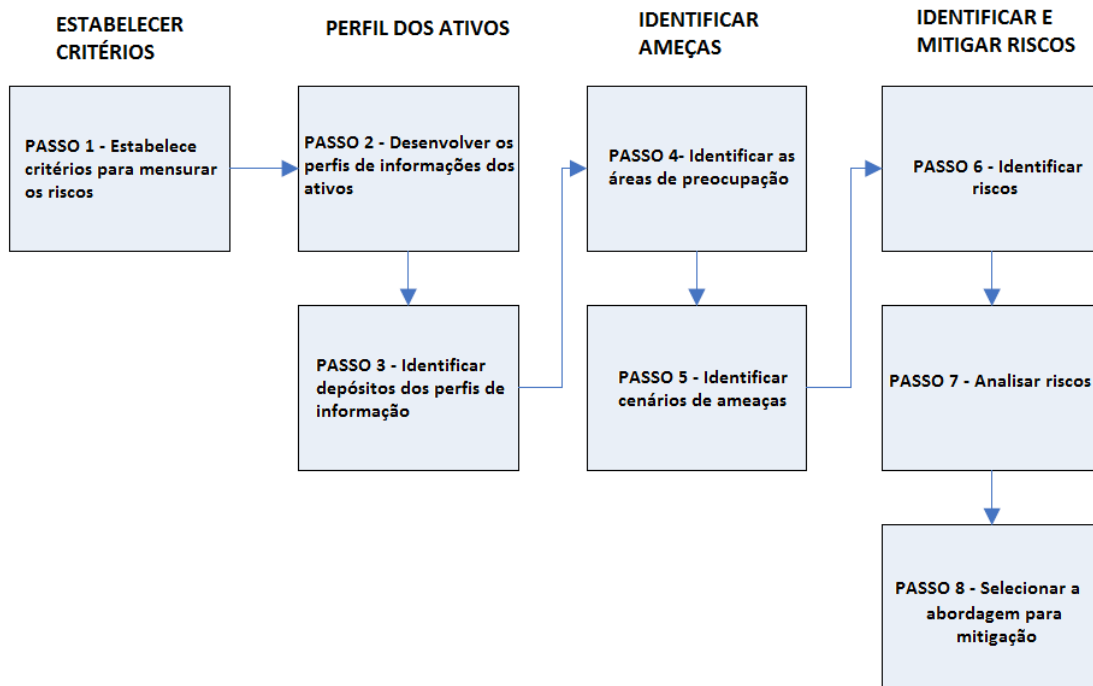 ESTABELECER
CRITÉRIOS
PERFIL DOS ATIVOS
IDENTIFICAR
AMEÇAS
IDENTIFICAR E
MITIGAR RISCOS
PASSO 1 - Estabelece
critérios para mensurar
os riscos
PASSO 2 - Desenvolver os
perfis de informações dos
ativos
PASSO 3 - Identificar
depósitos dos perfis de
informação
PASSO 4- Identificar as
áreas de preocupação
PASSO 5 - Identificar
cenários de ameaças
PASSO 6 - Identificar
riscos
PASSO 7 - Analisar riscos
PASSO 8 - Selecionar a
abordagem para
mitigação